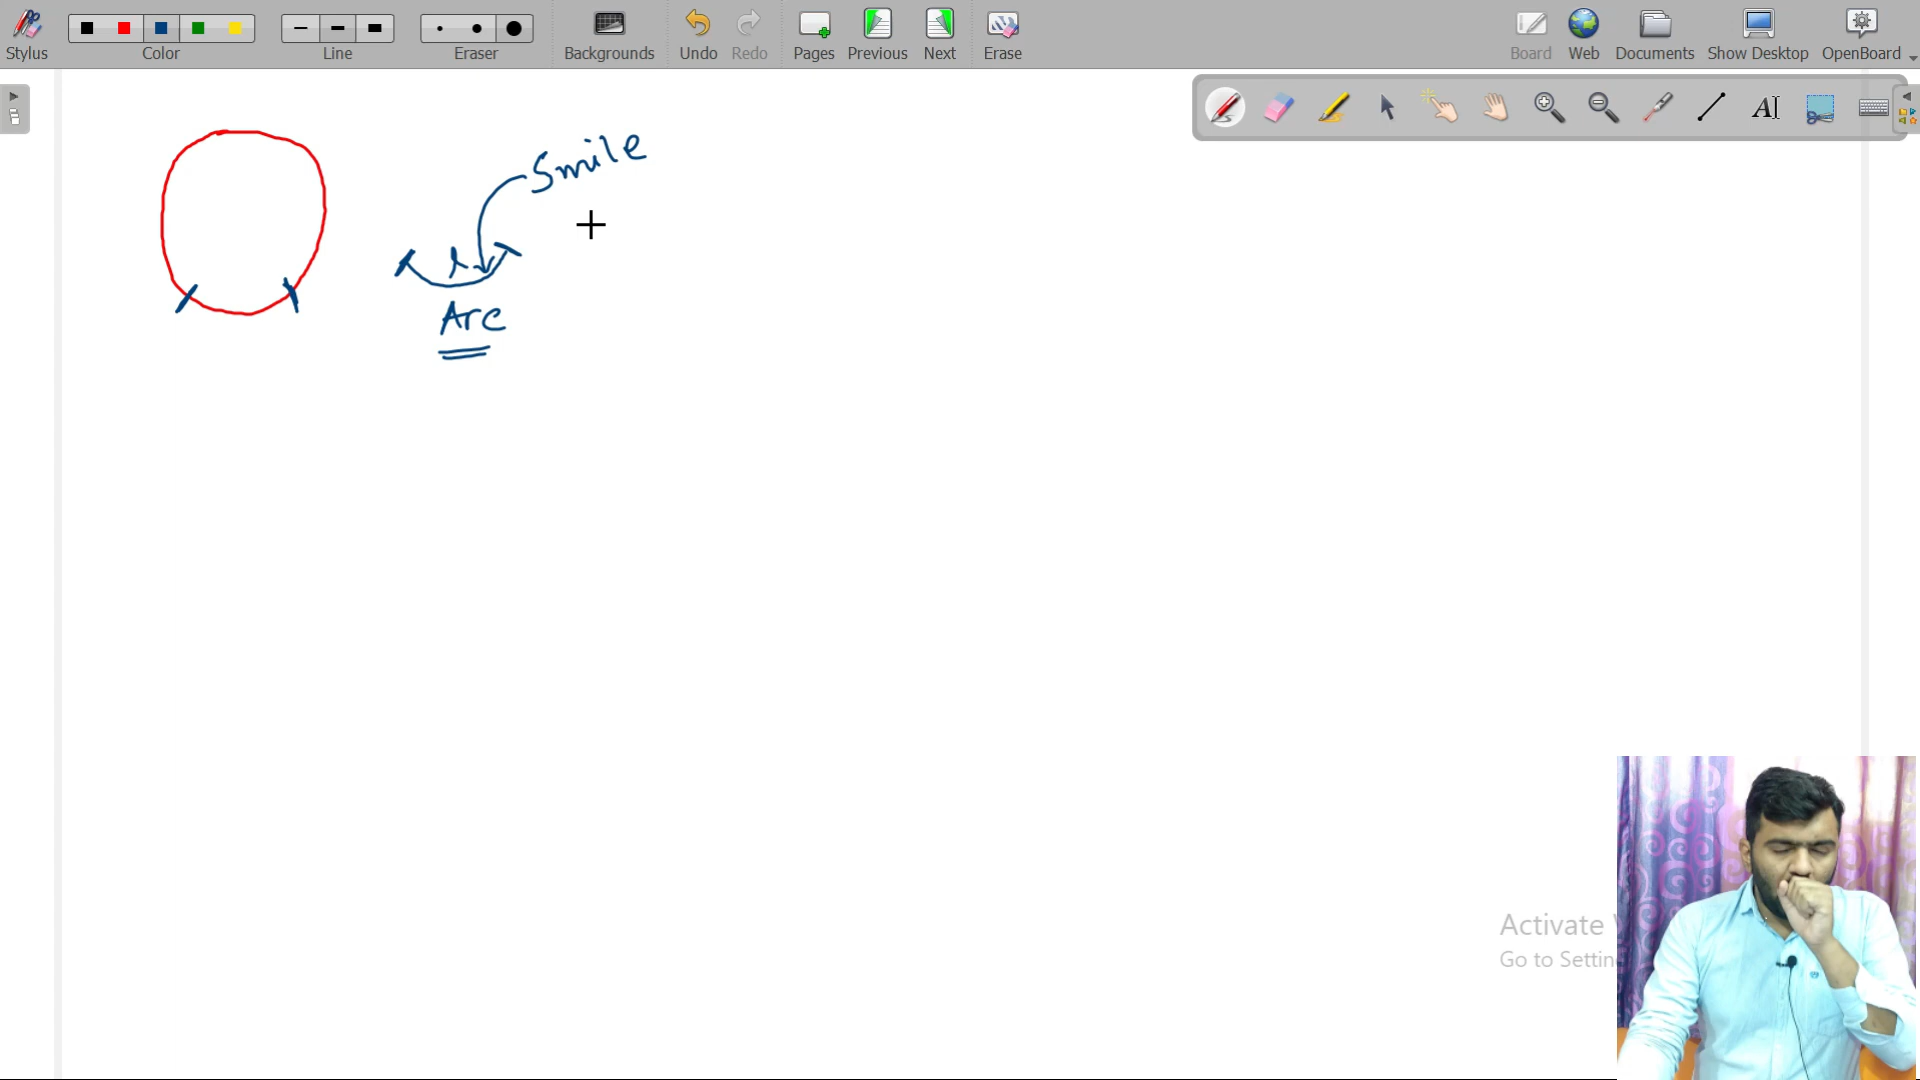 Stylus
Color
Line
Eraser
Backgrounds
Undo
Redo
Pages
Previous
Next
Erase
Board
Web
Documents
Show Desktop
OpenBoard
Smile
Arc
Activate
Go to Settin